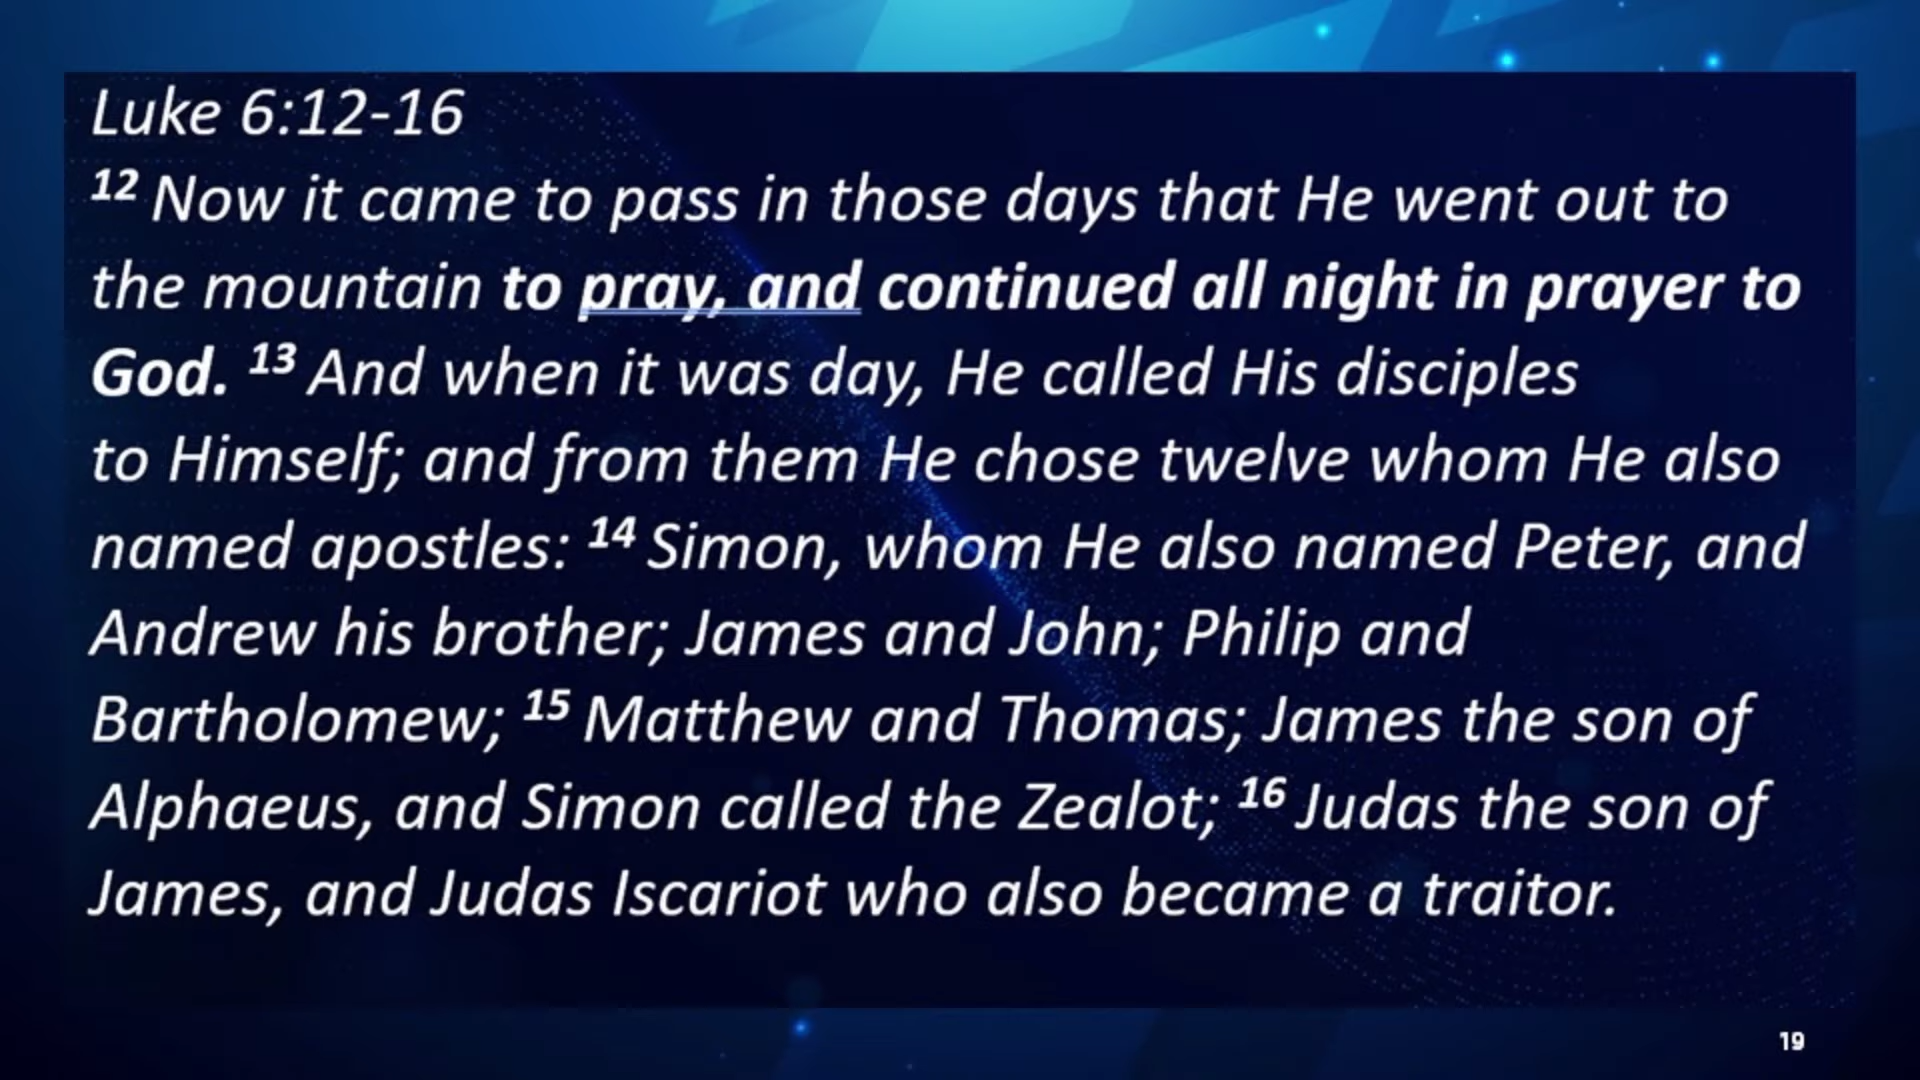 Luke 6:12-16
12 Now it came to pass in those days that He went out to
the mountain to pray, and continued all night in prayer to
God. 13 And when it was day, He called His disciples
to Himself; and from them He chose twelve whom He also
named apostles: 14 Simon, whom He also named Peter, and
Andrew his brother; James and John; Philip and
Bartholomew; 15 Matthew and Thomas; James the son of
Alphaeus, and Simon called the Zealot; 16 Judas the son of
James, and Judas Iscariot who also became a traitor.
19